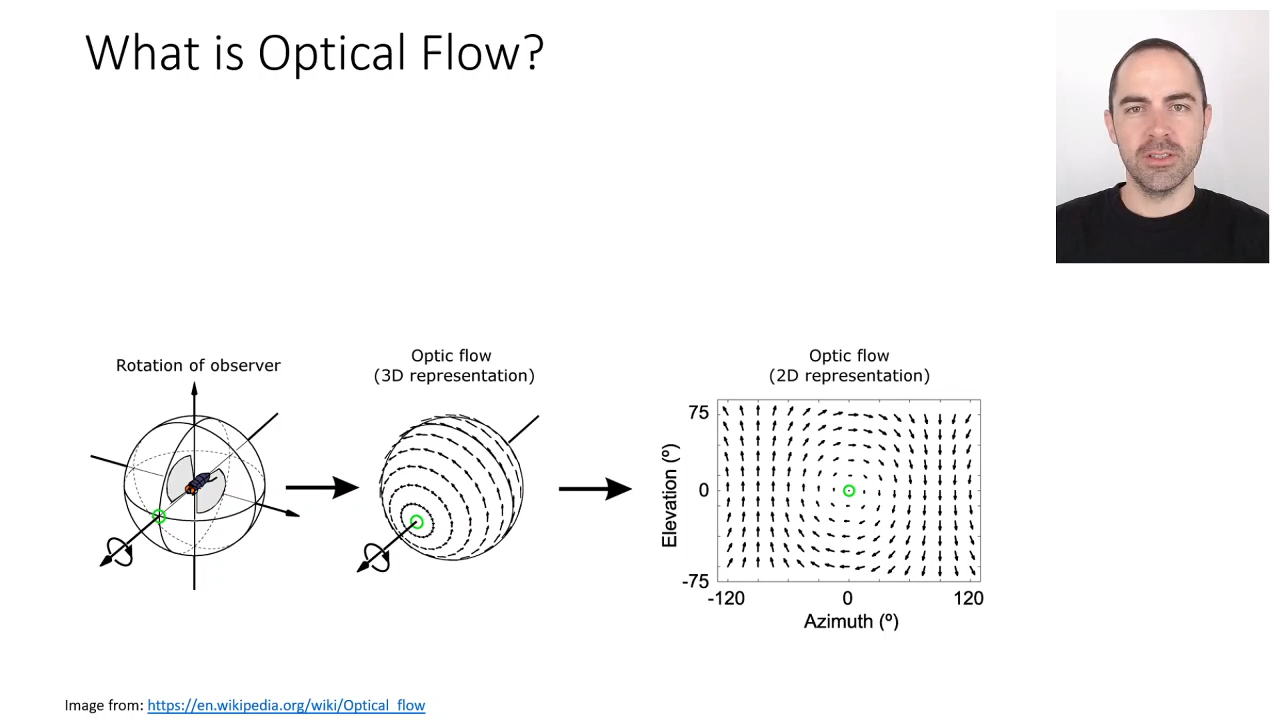 What is Optical Flow?
Rotation of observer
Optic flow
(3D representation)
Optic flow
(2D representation)
75
0
-75
Elevation (º)
-120
0
120
Azimuth (º)
Image from: https://en.wikipedia.org/wiki/Optical_flow